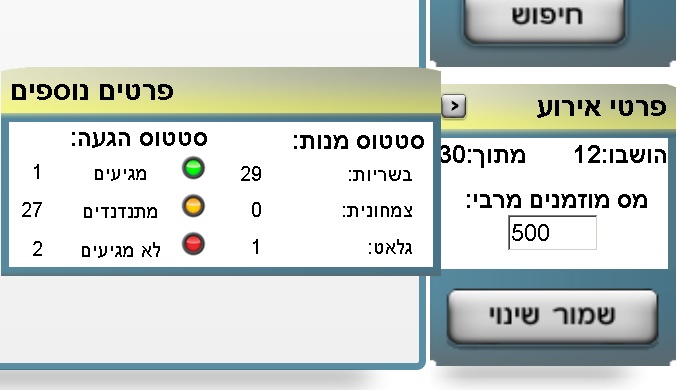 חיפוש
פרטי אירוע
הושבו:12 מתוך:30
מס מוזמנים מרבי:
500
שמור שינוי
פרטים נוספים
סטטוס מנות:
בשריות: 29
צמחונית: 0
גלאט: 1
סטטוס הגעה:
מגיעים 1
מתנדנדים 27
לא מגיעים 2